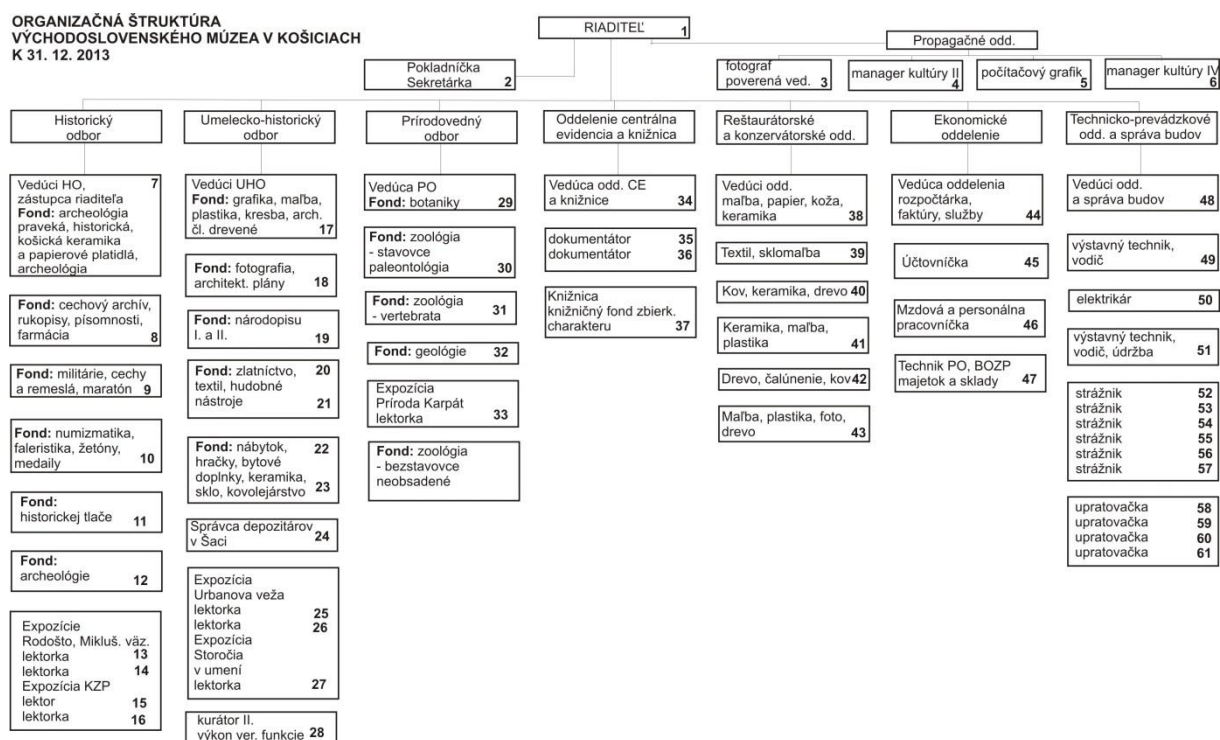 ORGANIZAČNÁ ŠTRUKTÚRA
VÝCHODOSLOVENSKÉHO MÚZEA V KOŠICIACH
K 31. 12. 2013
RIADITEĽ 1
Pokladníčka
Sekretárka 2
Propagačné odd.
fotograf
poverená ved. 3
manager kultúry II
4
počítačový grafik
5
manager kultúry IV
6
Historický
odbor
Vedúci HO, 7
zástupca riaditeľa
Fond: archeológia
praveká, historická,
košická keramika
a papierové platidlá,
archeológia
Fond: cechový archív,
rukopisy, písomnosti,
farmácia 8
Fond: militárie, cechy
a remeslá, maratón 9
Fond: numizmatika,
faleristika, žetóny,
medaily 10
Fond:
historickej tlače 11
Fond:
archeológie 12
Expozície
Rodošto, Mikluš. väz.
lektorka 13
lektorka 14
Expozícia KZP
lektor 15
lektorka 16
Umelecko-historický
odbor
Vedúci UHO
Fond: grafika, maľba,
plastika, kresba, arch.
čl. drevené 17
Fond: fotografia,
architekt. plány 18
Fond: národopisu
I. a II. 19
Fond: zlatníctvo, 20
textil, hudobné
nástroje 21
Fond: nábytok, 22
hračky, bytové
doplnky, keramika,
sklo, kovolejárstvo 23
Správca depozitárov
v Šaci 24
Expozícia
Urbanova veža
lektorka 25
lektorka 26
Expozícia
Storočia
v umení
lektorka 27
kurátor II.
výkon ver. funkcie 28
Prírodovedný
odbor
Vedúca PO
Fond: botaniky 29
Fond: zoológia
- stavovce
paleontológia 30
Fond: zoológia
- vertebrata 31
Fond: geológie 32
Expozícia
Príroda Karpát
lektorka 33
Fond: zoológia
- bezstavovce
neobsadené
Oddelenie centrálna
evidencia a knižnica
Vedúca odd. CE
a knižnice 34
dokumentátor 35
dokumentátor 36
Knižnica
knižničný fond zbierk.
charakteru 37
Reštaurátorské
a konzervátorské odd.
Vedúci odd.
maľba, papier, koža,
keramika 38
Textil, sklomaľba 39
Kov, keramika, drevo 40
Keramika, maľba,
plastika 41
Drevo, čalúnenie, kov 42
Maľba, plastika, foto,
drevo 43
Ekonomické
oddelenie
Vedúca oddelenia
rozpočtárka,
faktúry, služby 44
Účtovníčka 45
Mzdová a personálna
pracovníčka 46
Technik PO, BOZP
majetok a sklady 47
Technicko-prevádzkové
odd. a správa budov
Vedúci odd.
a správa budov 48
výstavný technik,
vodič 49
elektrikár 50
výstavný technik,
vodič, údržba 51
strážnik 52
strážnik 53
strážnik 54
strážnik 55
strážnik 56
strážnik 57
upratovačka 58
upratovačka 59
upratovačka 60
upratovačka 61